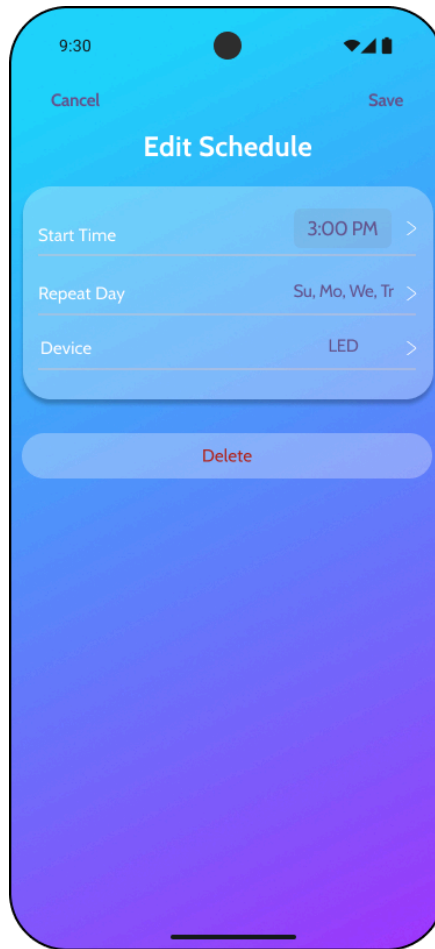 9:30
Cancel Save
Edit Schedule
Start Time 3:00 PM
Repeat Day Su, Mo, We, Tr
Device LED
Delete